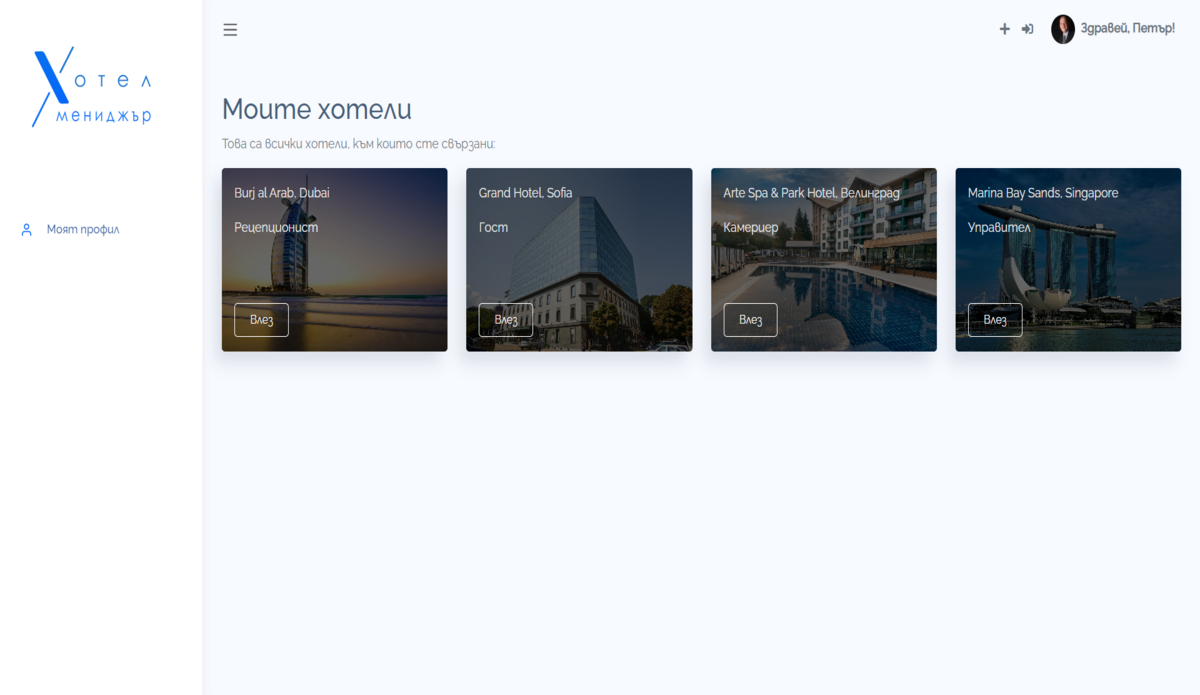 Хотел
мениджър
Здравей, Петър!
Моят профил
Моите хотели
Това са всички хотели, към които сте свързани:
Burj al Arab, Dubai
Рецепционист
Влез
Grand Hotel, Sofia
Гост
Влез
Arte Spa & Park Hotel, Велинград
Камериер
Влез
Marina Bay Sands, Singapore
Управител
Влез